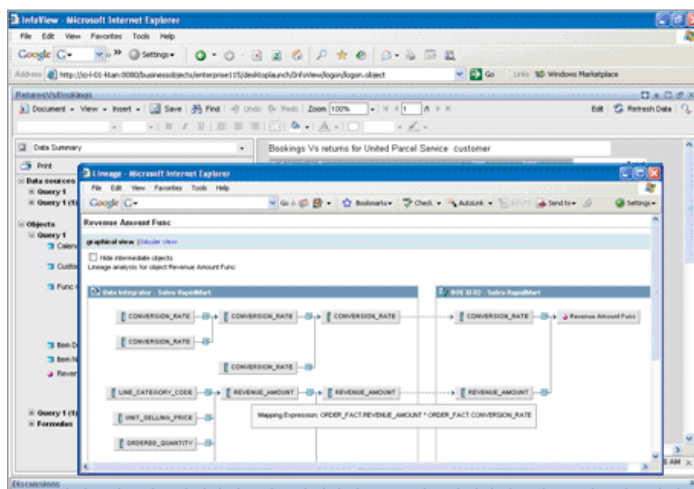 InfoView - Microsoft Internet Explorer
File Edit View Favorites Tools Help
Google G Settings
Address http://sj-l-01-ktan:8080/businessobjects/enterprise115/desktoplaunch/InfoView/logon/logon.object Go Links Windows Marketplace
Document View Insert Save Find Undo Redo Zoom 100% 1 /1 Edit Refresh Data
Data Summary
Bookings Vs returns for United Parcel Service customer
Print
Data sources
Query 1
Query 1 (1)
Objects
Query 1
Lineage - Microsoft Internet Explorer
File Edit View Favorites Tools Help
Google G Go Bookmarks Check AutoLink Send to Settings
Revenue Amount Func
graphical view tabular view
Hide intermediate objects
Lineage analysis for object Revenue Amount Func
Data Integrator - Sales RapidMart
BOE XI R2 - Sales RapidMart
CONVERSION_RATE CONVERSION_RATE CONVERSION_RATE CONVERSION_RATE Revenue Amount Func
CONVERSION_RATE
CONVERSION_RATE
LINE_CATEGORY_CODE REVENUE_AMOUNT REVENUE_AMOUNT REVENUE_AMOUNT
Mapping Expression: ORDER_FACT.REVENUE_AMOUNT * ORDER_FACT.CONVERSION_RATE
UNIT_SELLING_PRICE
ORDERED_QUANTITY
Query 1 (1)
Formulas
Discussions